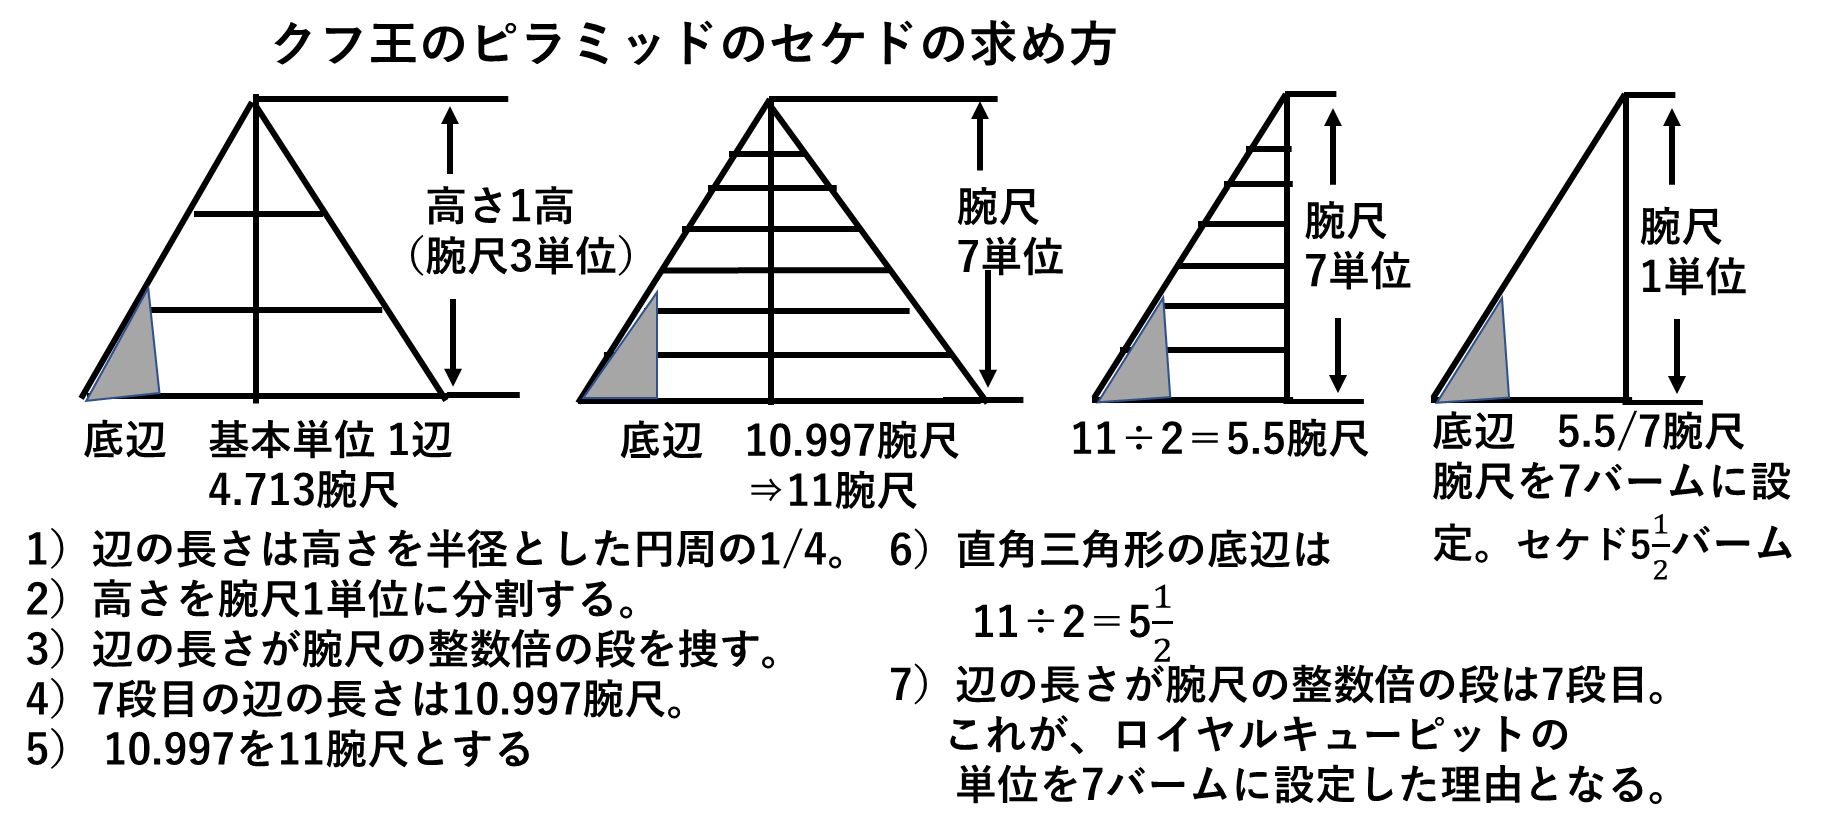 クフ王のピラミッドのセケドの求め方
高さ1高
（腕尺3単位）
底辺　基本単位 1辺
4.713腕尺
腕尺
7単位
底辺　10.997腕尺
⇒11腕尺
腕尺
7単位
11÷2＝5.5腕尺
腕尺
1単位
底辺　5.5/7腕尺
腕尺を7バームに設
定。セケド5 1/2バーム
1）辺の長さは高さを半径とした円周の1/4。
2）高さを腕尺1単位に分割する。
3）辺の長さが腕尺の整数倍の段を捜す。
4）7段目の辺の長さは10.997腕尺。
5） 10.997を11腕尺とする
6）直角三角形の底辺は
11÷2＝5 1/2
7）辺の長さが腕尺の整数倍の段は7段目。
これが、ロイヤルキューピットの
単位を7バームに設定した理由となる。